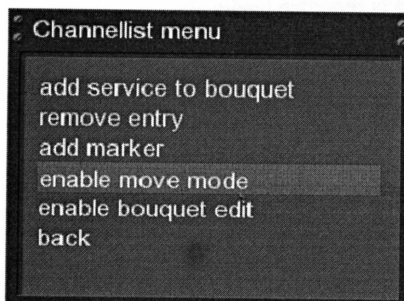 Channellist menu
add service to bouquet
remove entry
add marker
enable move mode
enable bouquet edit
back